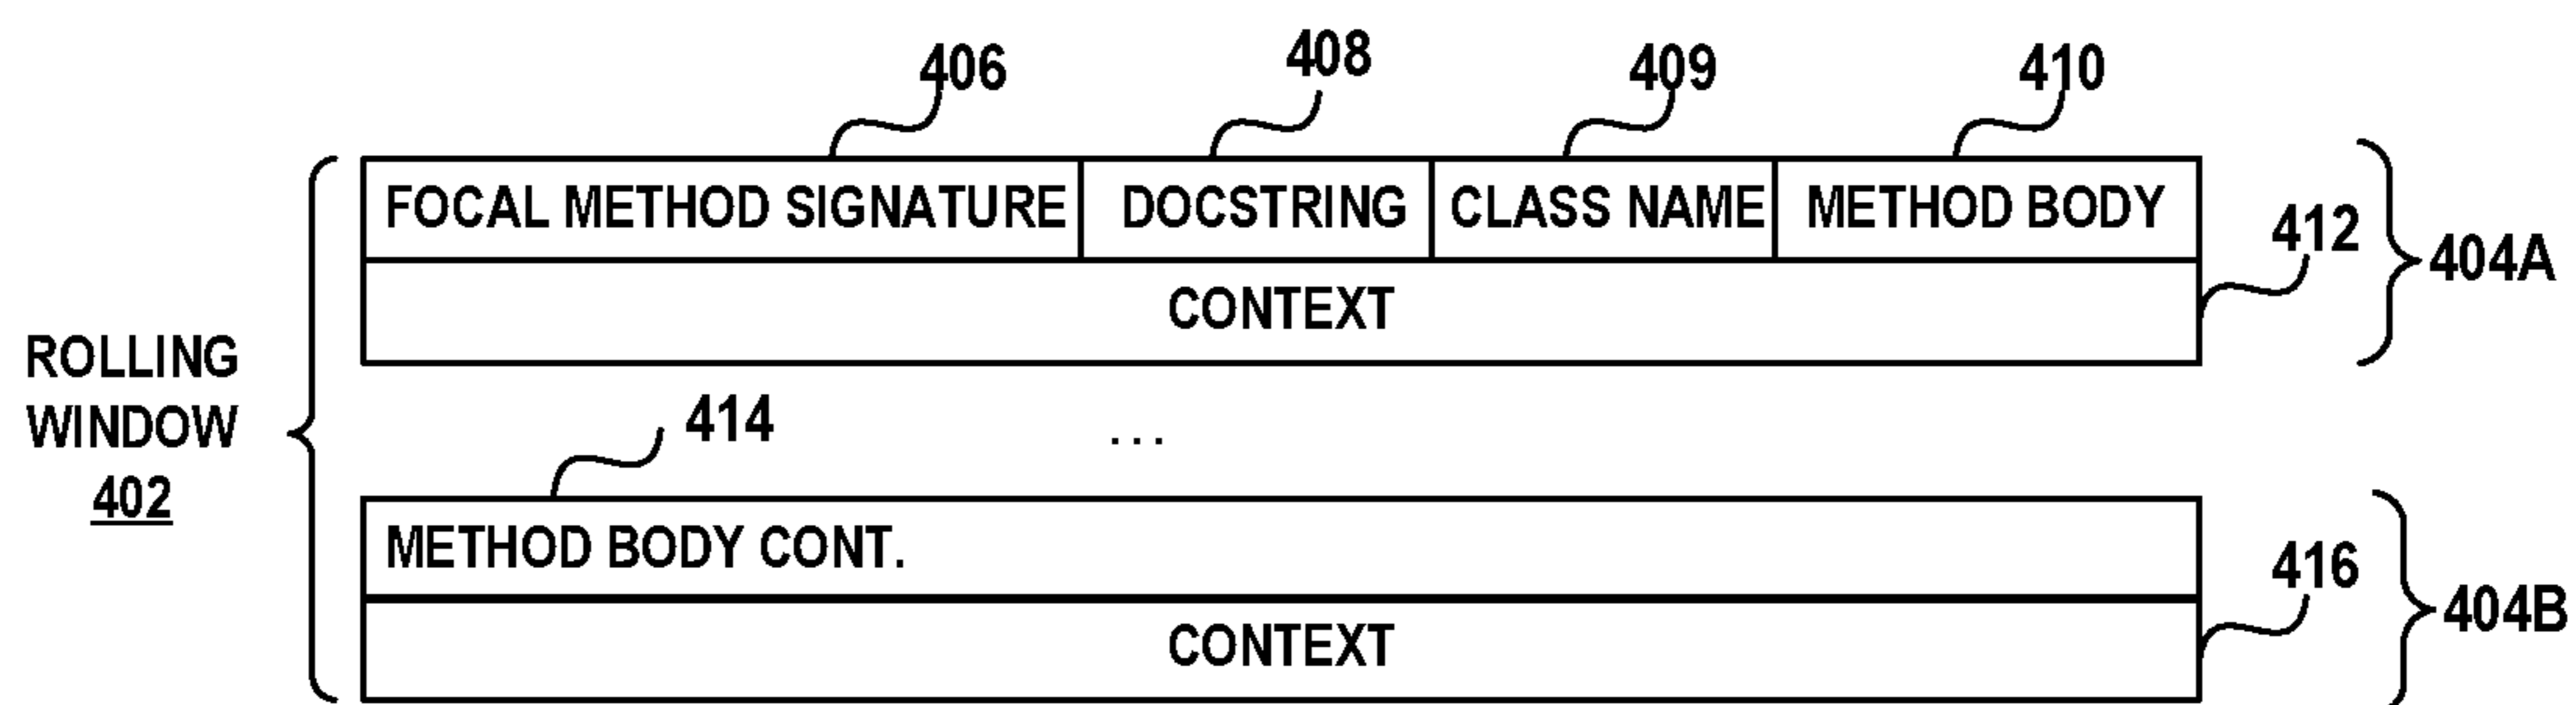 406
408
409
410
FOCAL METHOD SIGNATURE
DOCSTRING
CLASS NAME
METHOD BODY
412
404A
CONTEXT
ROLLING
WINDOW
402
414
...
METHOD BODY CONT.
416
404B
CONTEXT